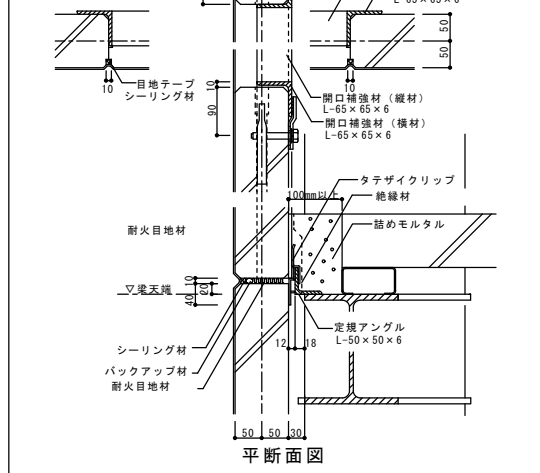 50
50
10
目地テープ
シーリング材
10
10
90
開口補強材（縦材）
L-65×65×6
開口補強材（横材）
L-65×65×6
100mm以上
タテザイクリップ
絶縁材
詰めモルタル
耐火目地材
▽梁天端
10
20
40
定規アングル
L-50×50×6
12
18
シーリング材
バックアップ材
耐火目地材
50
50
30
平断面図